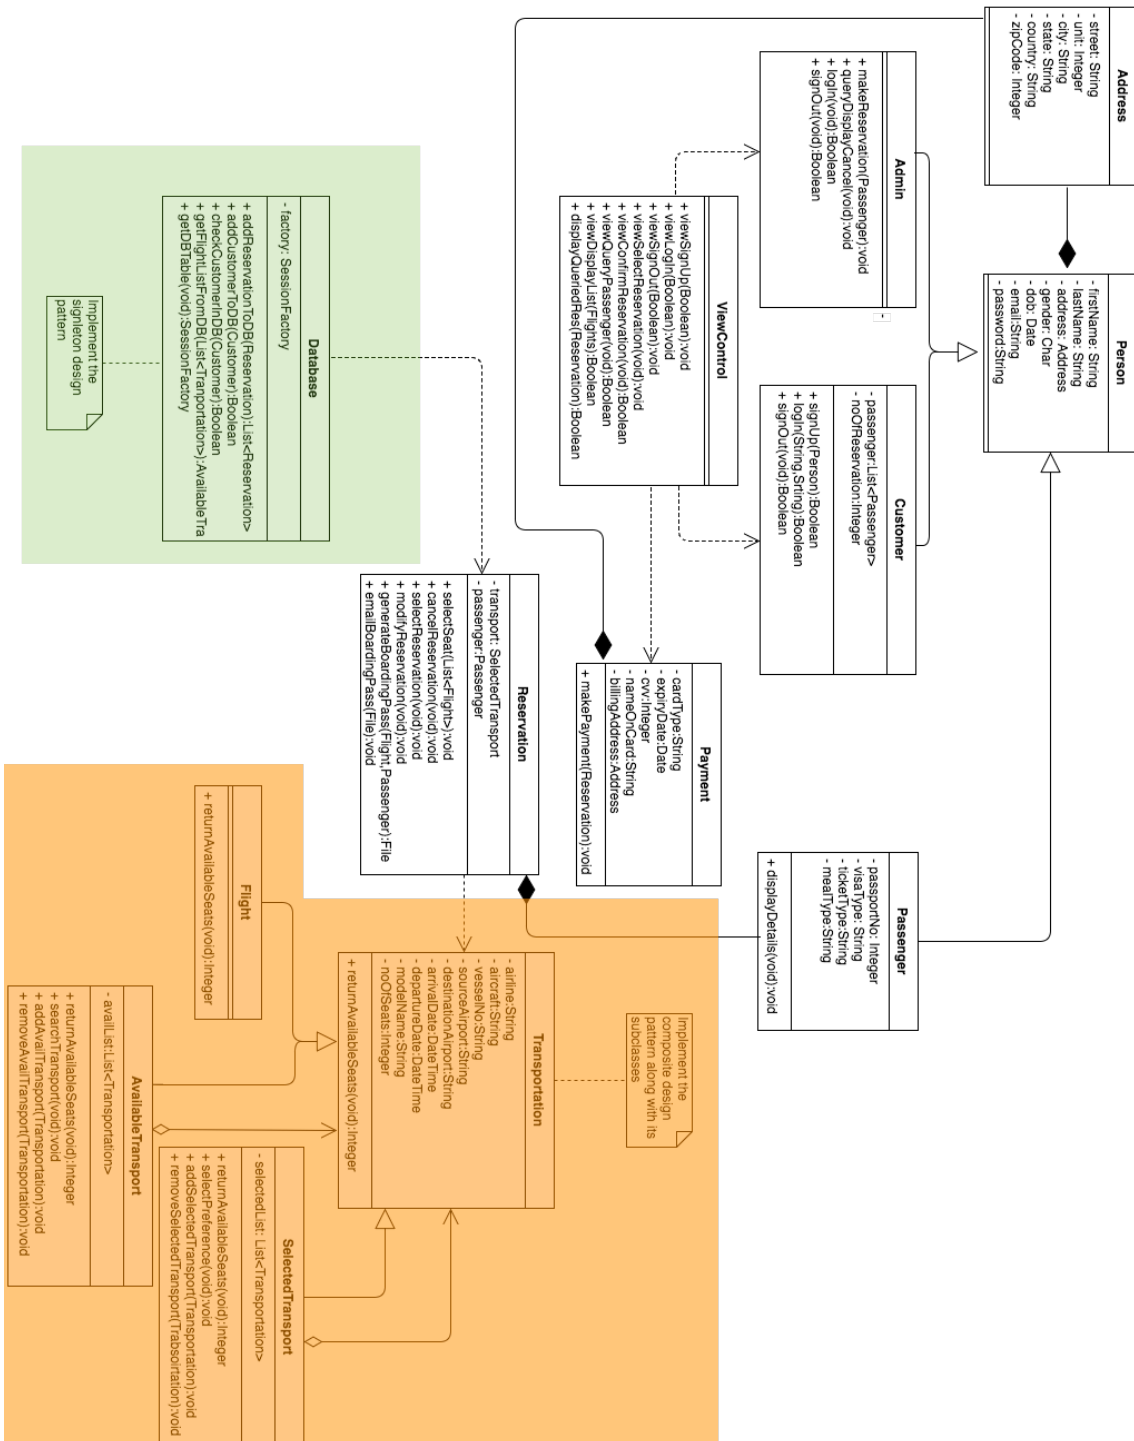 Address
- street: String
- unit: Integer
- city: String
- state: String
- country: String
- zipCode: Integer
Person
- firstName: String
- lastName: String
- address: Address
- gender: Char
- dob: Date
- email:String
- password:String
Admin
+ makeReservation(Passenger):void
+ queryDisplayCancel(void):void
+ logIn(void):Boolean
+ signOut(void):Boolean
-
Customer
- passenger:List<Passenger>
- noOfReservation:Integer
+ signUp(Person):Boolean
+ logIn(String,Srting):Boolean
+ signOut(void):Boolean
Passenger
- passportNo: Integer
- visaType: String
- ticketType:String
- mealType:String
+ displayDetails(void):void
ViewControl
+ viewSignUp(Boolean):void
+ viewLogIn(Boolean):void
+ viewSignOut(Boolean):void
+ viewSelectReservation(void):void
+ viewConfirmReservation(void):Boolean
+ viewQueryPassenger(void):Boolean
+ viewDisplayList(Flights):Boolean
+ displayQueriedRes(Reservation):Boolean
Payment
- cardType:String
- expiryDate:Date
- cvv:Integer
- nameOnCard:String
- billingAddress:Address
+ makePayment(Reservation):void
Database
- factory: SessionFactory
+ addReservationToDB(Reservation):List<Reservation>
+ addCustomerToDB(Customer):Boolean
+ checkCustomerInDB(Customer):Boolean
+ getFlightListFromDB(List<Tranportation>):AvailableTra
+ getDBTable(void):SessionFactory
Implement the
signleton design
pattern
Reservation
- transport: SelectedTransport
- passenger:Passenger
+ selectSeat(List<Flight>):void
+ cancelReservation(void):void
+ selectReservation(void):void
+ modifyReservation(void):void
+ generateBoardingPass(Flight,Passenger):File
+ emailBoardingPass(File):void
Implement the
composite design
pattern along with its
subclasses
Transportation
- airline:String
- aircraft:String
- vesselNo:String
- sourceAirport:String
- destinationAirport:String
- arrivalDate:DateTime
- departureDate:DateTime
- modelName:String
- noOfSeats:Integer
+ returnAvailableSeats(void):Integer
Flight
+ returnAvailableSeats(void):Integer
AvailableTransport
- availList:List<Transportation>
+ returnAvailableSeats(void):Integer
+ searchTransport(void):void
+ addAvailTransport(Transportation):void
+ removeAvailTransport(Transportation):void
SelectedTransport
- selectedList: List<Transportation>
+ returnAvailableSeats(void):Integer
+ selectPreference(void):void
+ addSelectedTransport(Transportation):void
+ removeSelectedTransport(Trabsoirtation):void